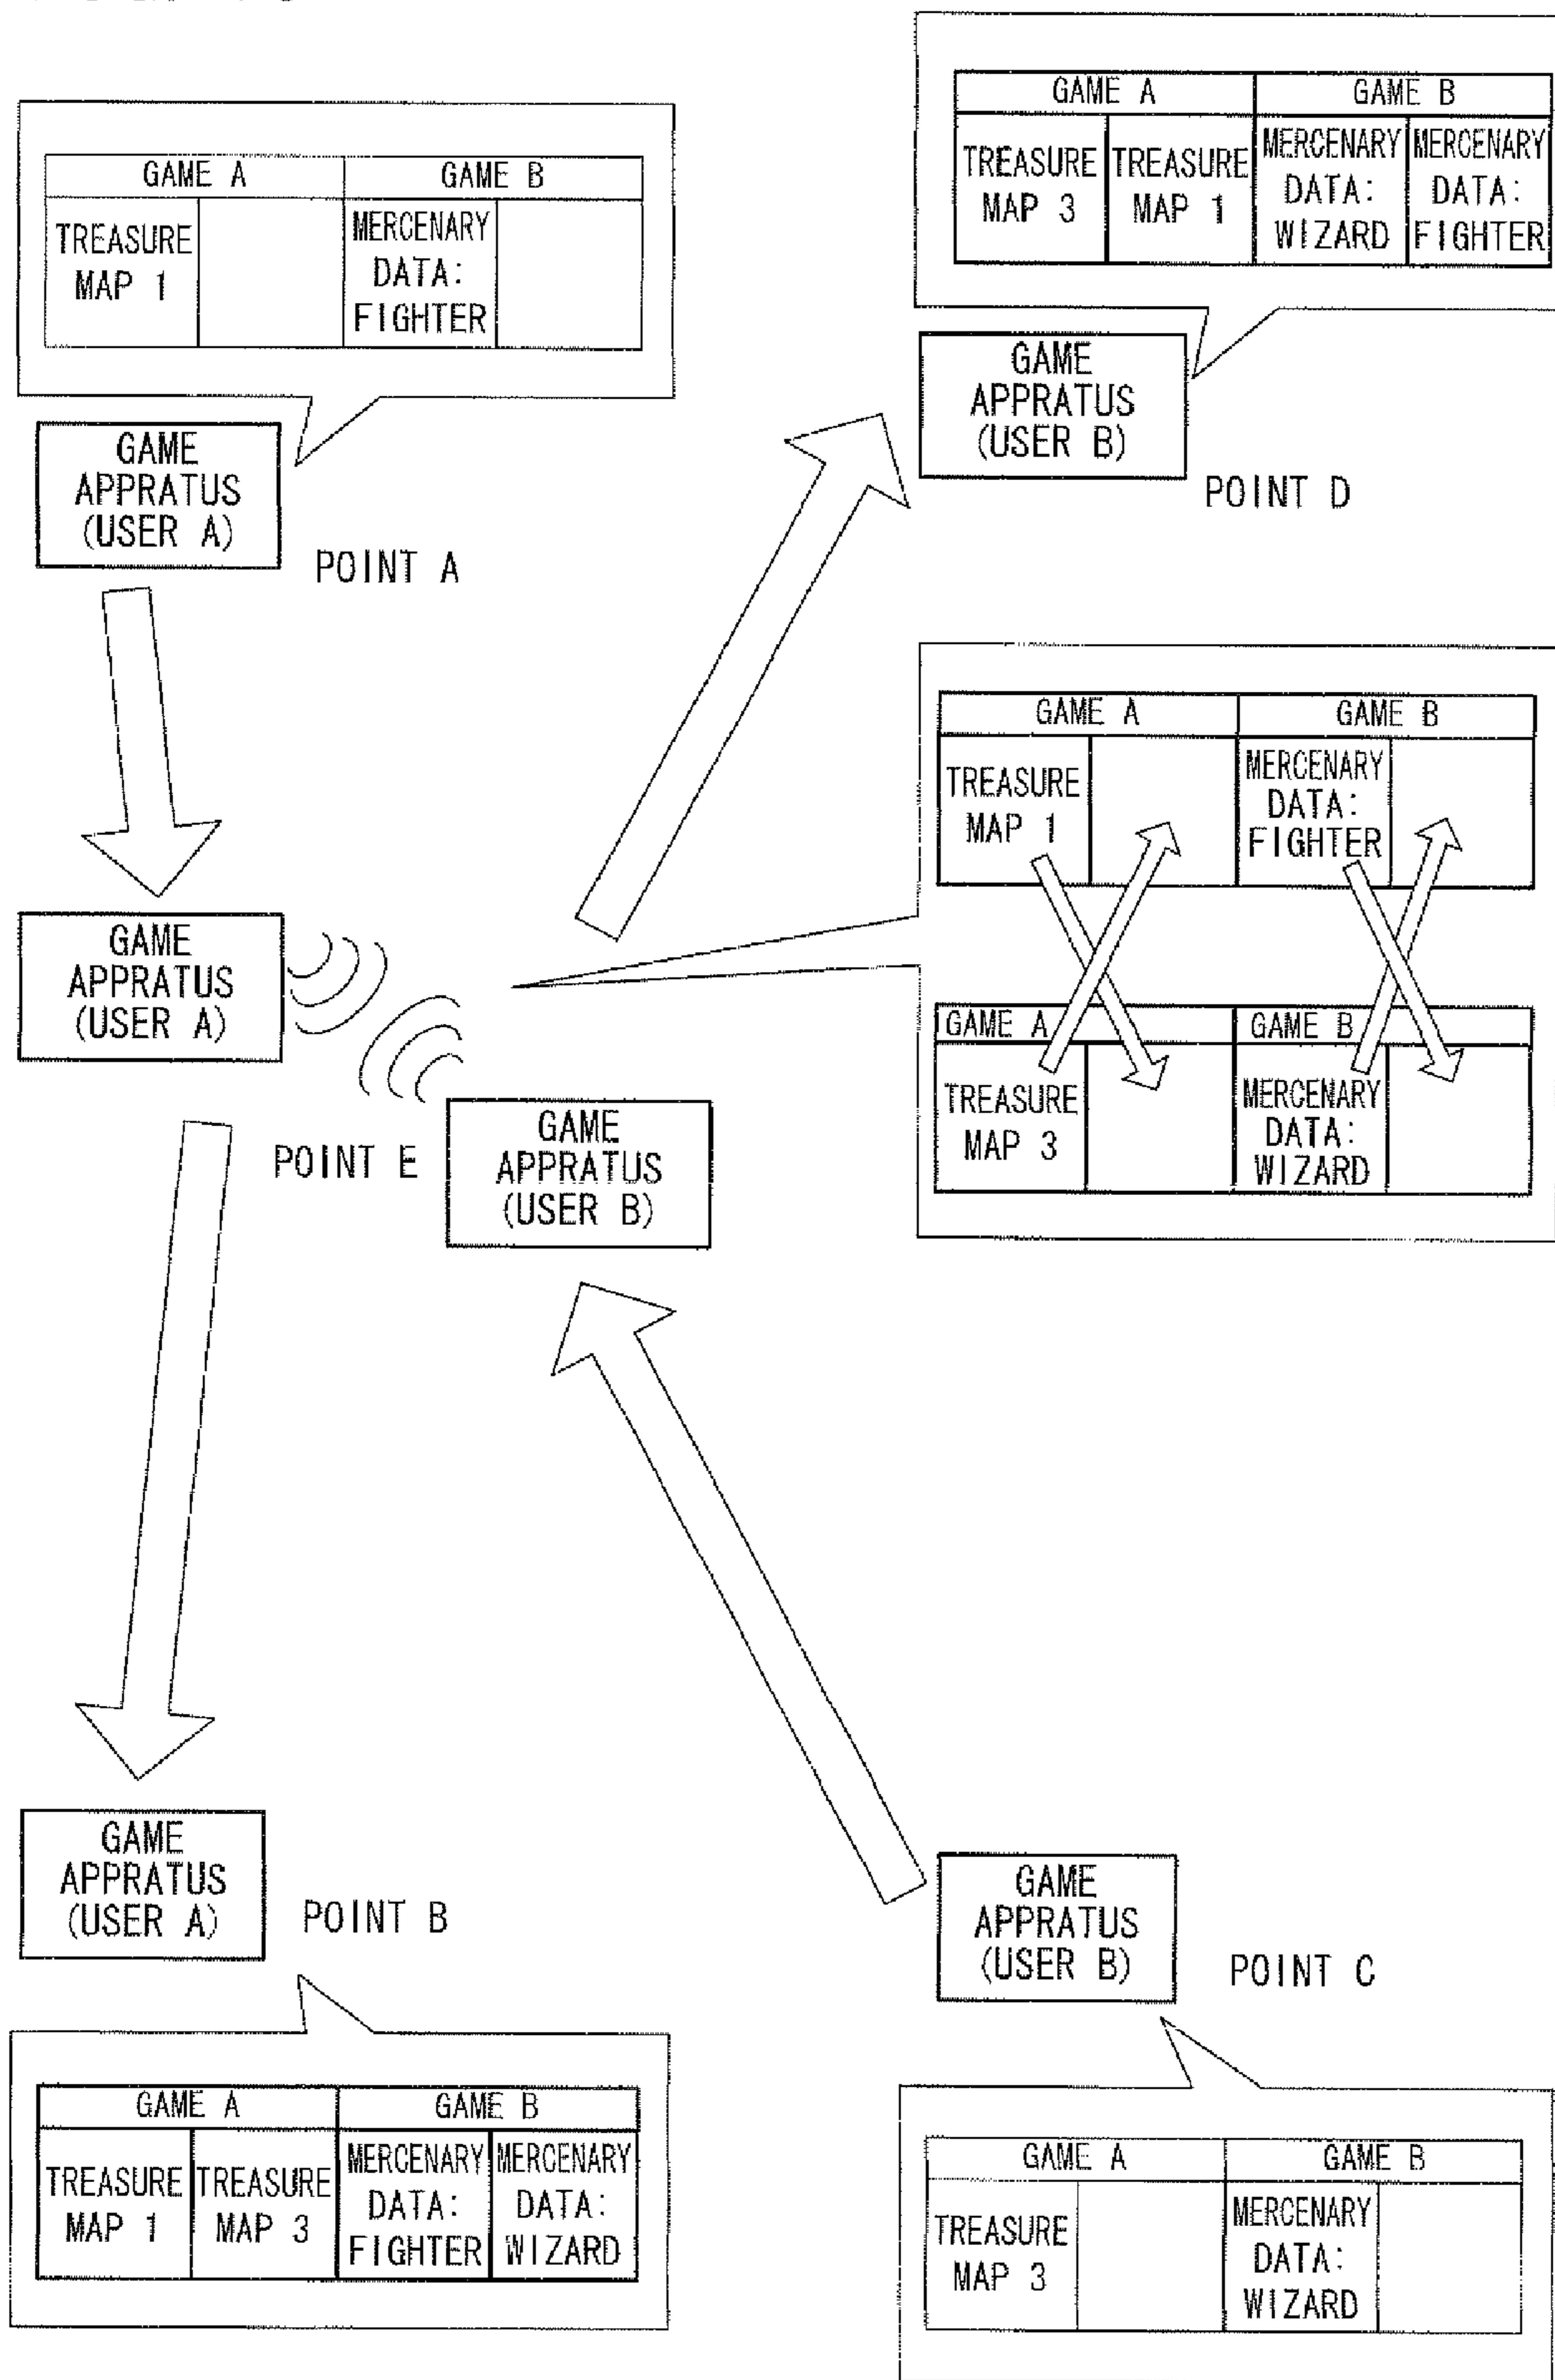 GAME A GAME B
TREASURE MAP 1
MERCENARY DATA: FIGHTER
GAME
APPRATUS
(USER A)
POINT A
GAME A GAME B
TREASURE MAP 3
TREASURE MAP 1
MERCENARY DATA: WIZARD
MERCENARY DATA: FIGHTER
GAME
APPRATUS
(USER B)
POINT D
GAME
APPRATUS
(USER A)
POINT E
GAME
APPRATUS
(USER B)
GAME A GAME B
TREASURE MAP 1
MERCENARY DATA: FIGHTER
GAME A GAME B
TREASURE MAP 3
MERCENARY DATA: WIZARD
GAME
APPRATUS
(USER A)
POINT B
GAME A GAME B
TREASURE MAP 1
TREASURE MAP 3
MERCENARY DATA: FIGHTER
MERCENARY DATA: WIZARD
GAME
APPRATUS
(USER B)
POINT C
GAME A GAME B
TREASURE MAP 3
MERCENARY DATA: WIZARD